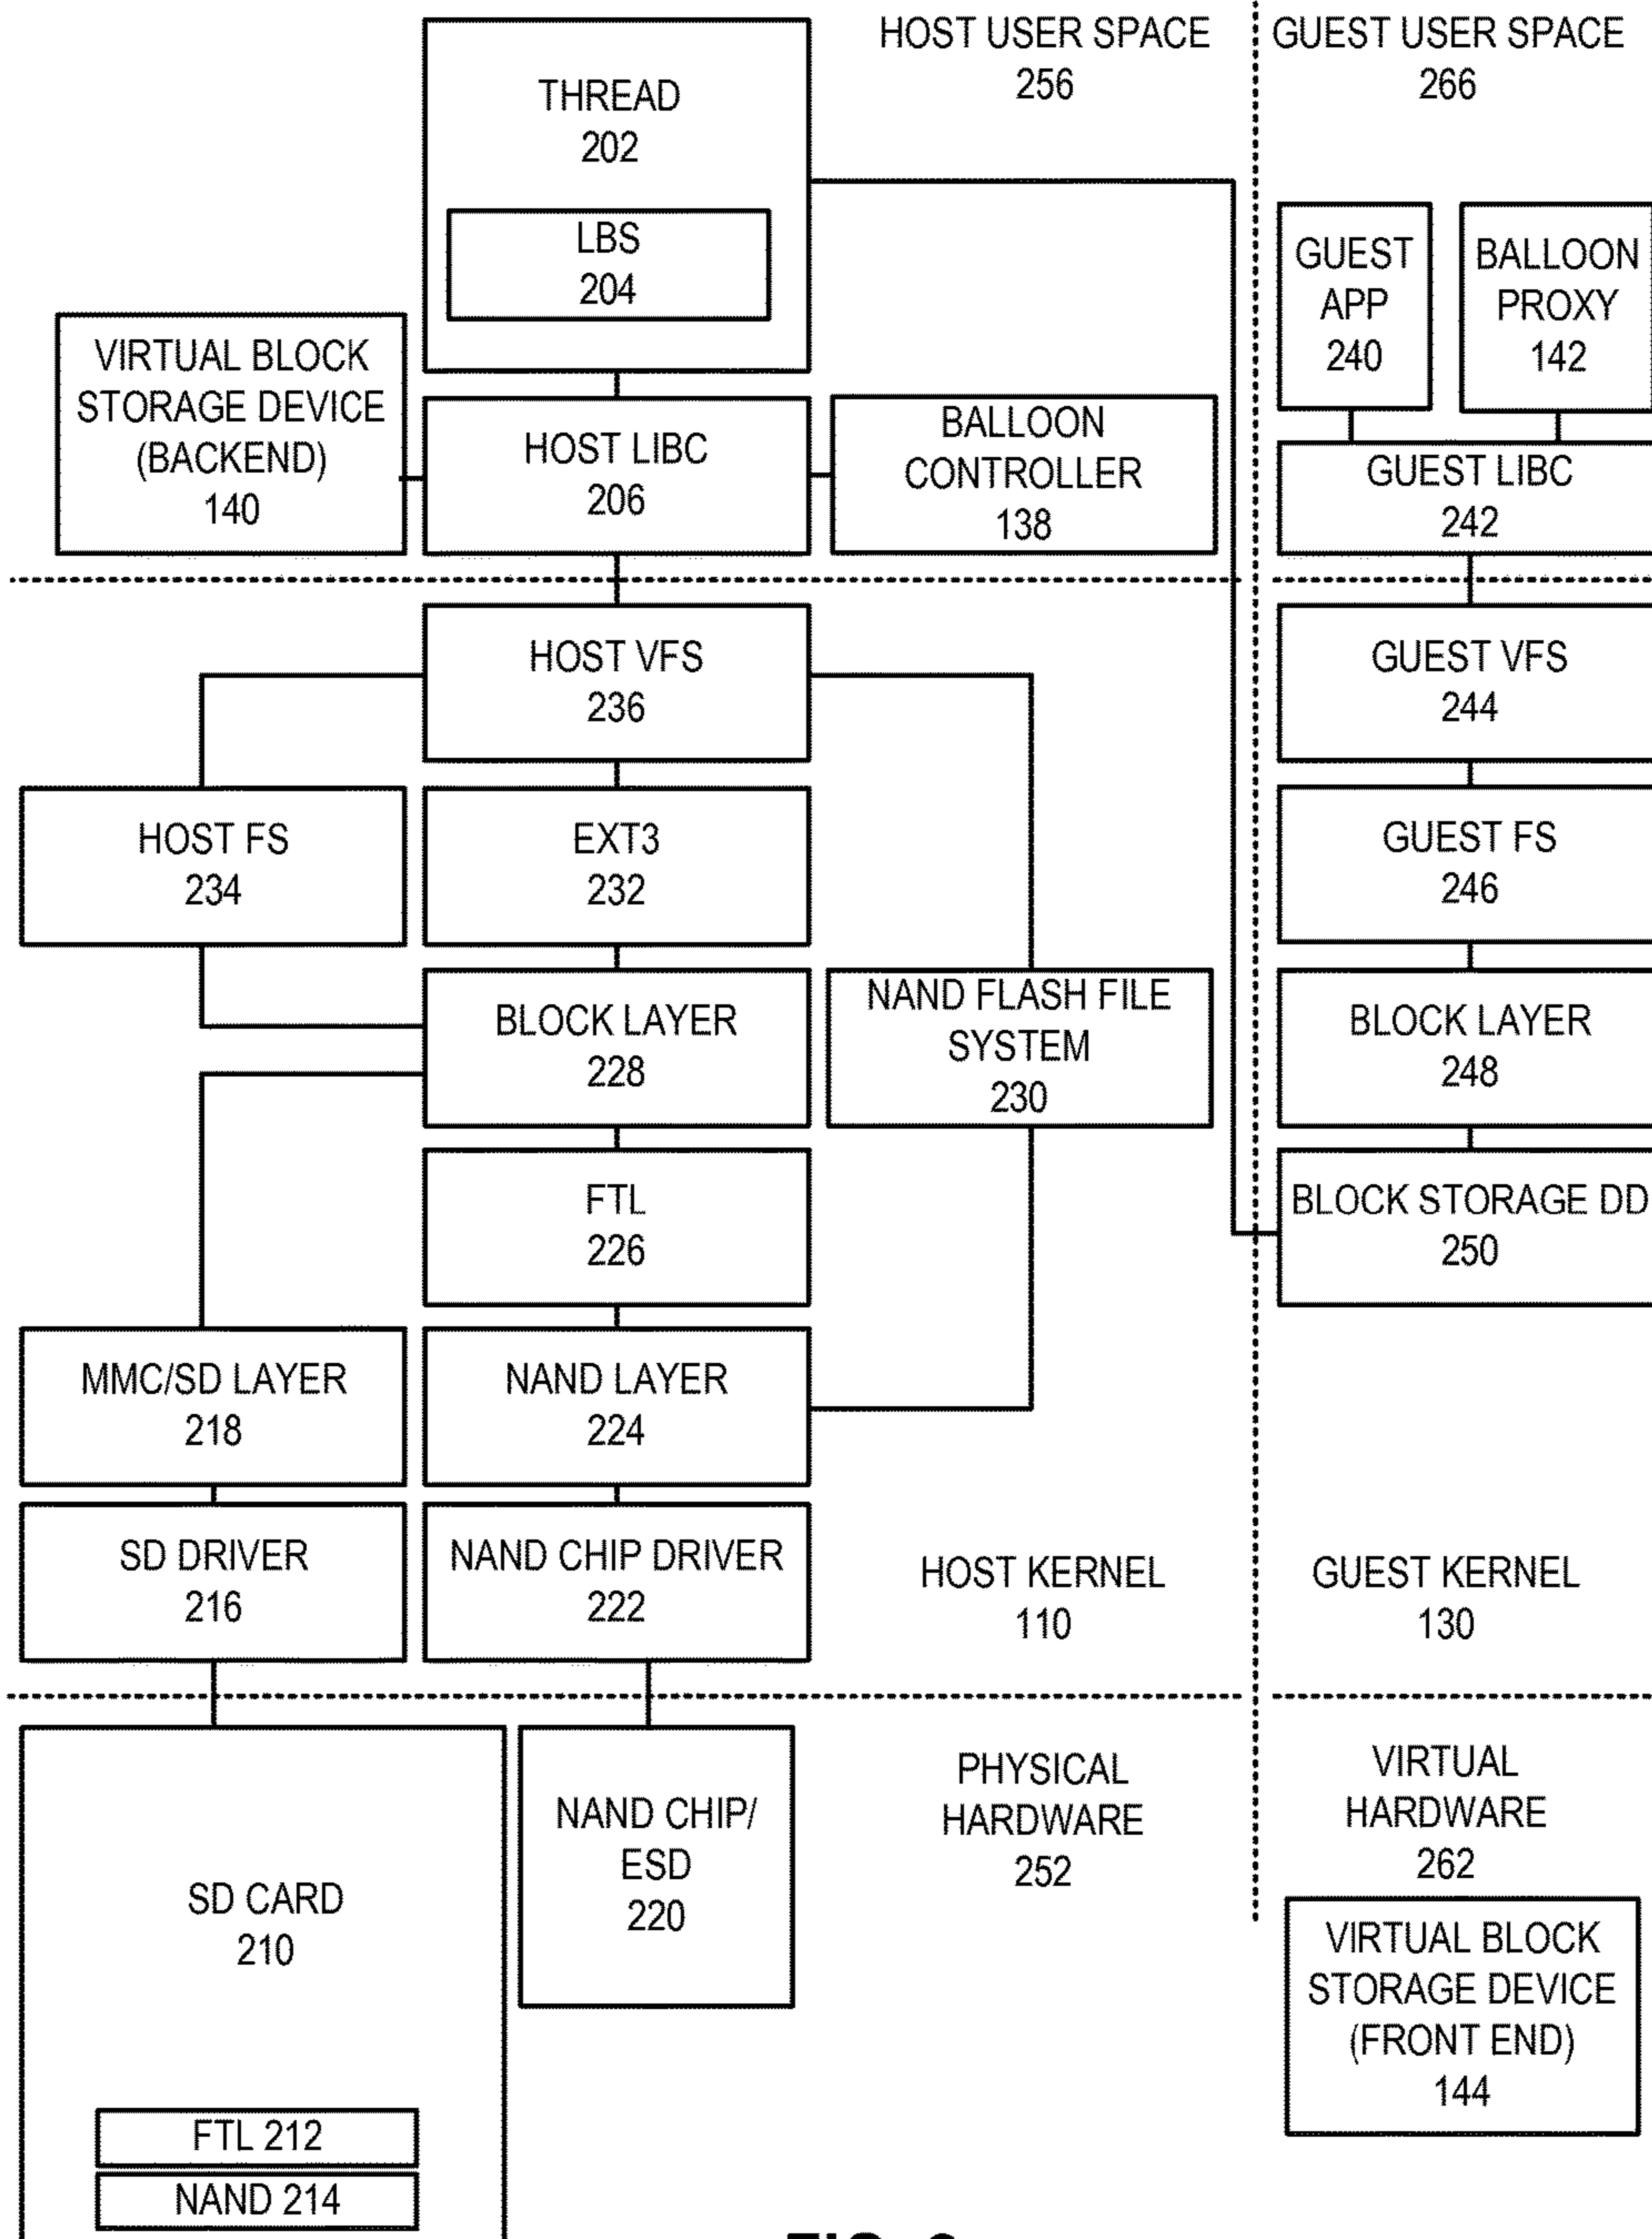 HOST USER SPACE
256
GUEST USER SPACE
266
THREAD
202
LBS
204
GUEST
APP
240
BALLOON
PROXY
142
VIRTUAL BLOCK
STORAGE DEVICE
(BACKEND)
140
HOST LIBC
206
BALLOON
CONTROLLER
138
GUEST LIBC
242
HOST VFS
236
GUEST VFS
244
HOST FS
234
EXT3
232
GUEST FS
246
BLOCK LAYER
228
NAND FLASH FILE
SYSTEM
230
BLOCK LAYER
248
FTL
226
BLOCK STORAGE DD
250
MMC/SD LAYER
218
NAND LAYER
224
SD DRIVER
216
NAND CHIP DRIVER
222
HOST KERNEL
110
GUEST KERNEL
130
SD CARD
210
NAND CHIP/
ESD
220
PHYSICAL
HARDWARE
252
VIRTUAL
HARDWARE
262
VIRTUAL BLOCK
STORAGE DEVICE
(FRONT END)
144
FTL 212
NAND 214